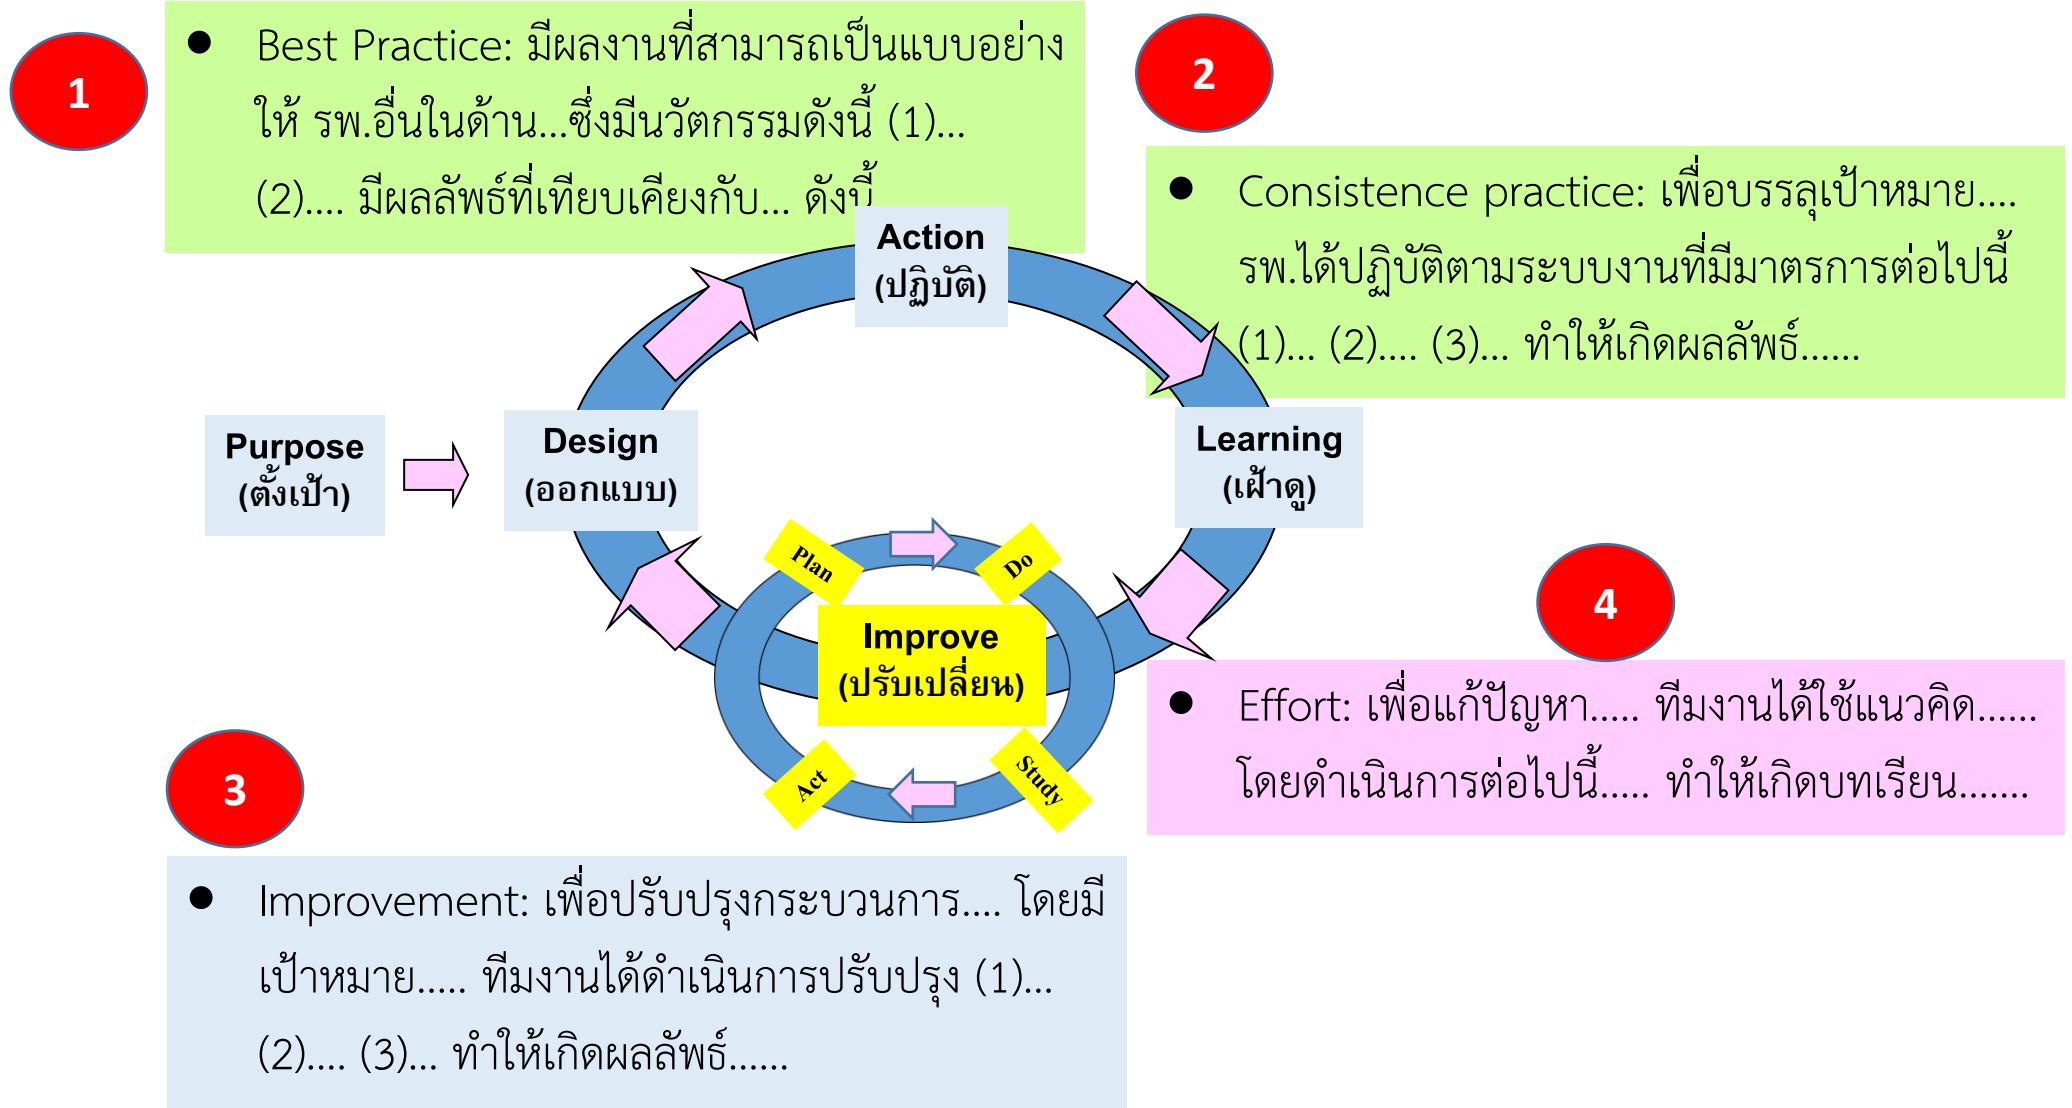 1
● Best Practice: มีผลงานที่สามารถเป็นแบบอย่าง
ให้ รพ.อื่นในด้าน...ซึ่งมีนวัตกรรมดังนี้ (1)...
(2).... มีผลลัพธ์ที่เทียบเคียงกับ... ดังนี้
2
● Consistence practice: เพื่อบรรลุเป้าหมาย....
รพ.ได้ปฏิบัติตามระบบงานที่มีมาตรการต่อไปนี้
(1)... (2).... (3)... ทำให้เกิดผลลัพธ์......
Action
(ปฏิบัติ)
Purpose
(ตั้งเป้า)
Design
(ออกแบบ)
Learning
(เฝ้าดู)
Plan
Do
Improve
(ปรับเปลี่ยน)
Act
Study
4
● Effort: เพื่อแก้ปัญหา..... ทีมงานได้ใช้แนวคิด......
โดยดำเนินการต่อไปนี้..... ทำให้เกิดบทเรียน.......
3
● Improvement: เพื่อปรับปรุงกระบวนการ.... โดยมี
เป้าหมาย..... ทีมงานได้ดำเนินการปรับปรุง (1)...
(2).... (3)... ทำให้เกิดผลลัพธ์......